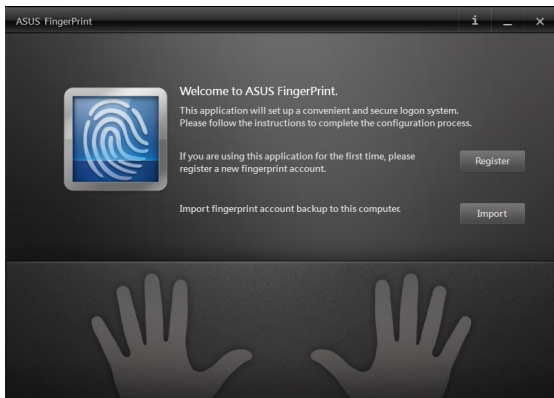 ASUS FingerPrint
Welcome to ASUS FingerPrint.
This application will set up a convenient and secure logon system.
Please follow the instructions to complete the configuration process.
If you are using this application for the first time, please
register a new fingerprint account.
Register
Import fingerprint account backup to this computer.
Import